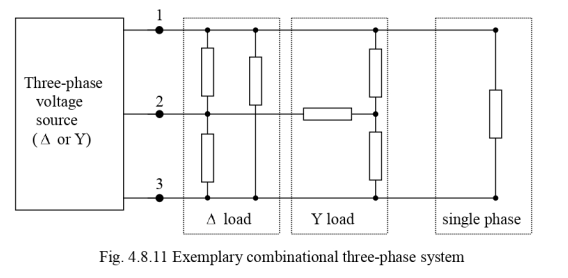 1
Three-phase
voltage
source
(Δ or Y)
2
3
Δ load
Y load
single phase
Fig. 4.8.11 Exemplary combinational three-phase system